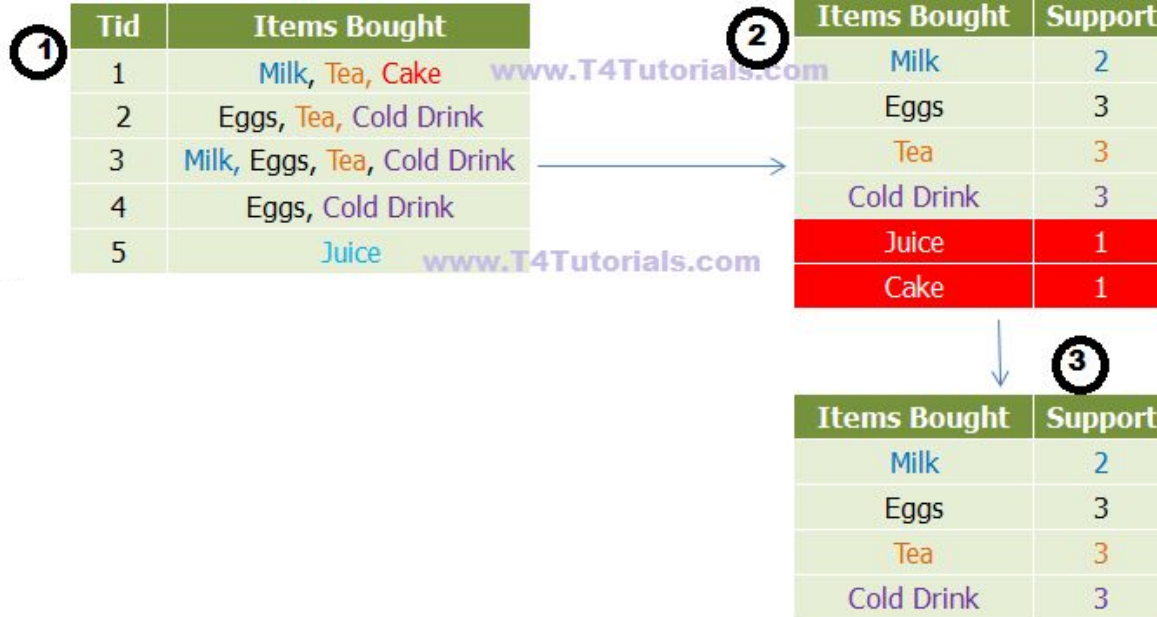 1
Tid Items Bought
1 Milk, Tea, Cake
2 Eggs, Tea, Cold Drink
3 Milk, Eggs, Tea, Cold Drink
4 Eggs, Cold Drink
5 Juice
www.T4Tutorials.com
www.T4Tutorials.com
2
Items Bought Support
Milk 2
Eggs 3
Tea 3
Cold Drink 3
Juice 1
Cake 1
3
Items Bought Support
Milk 2
Eggs 3
Tea 3
Cold Drink 3